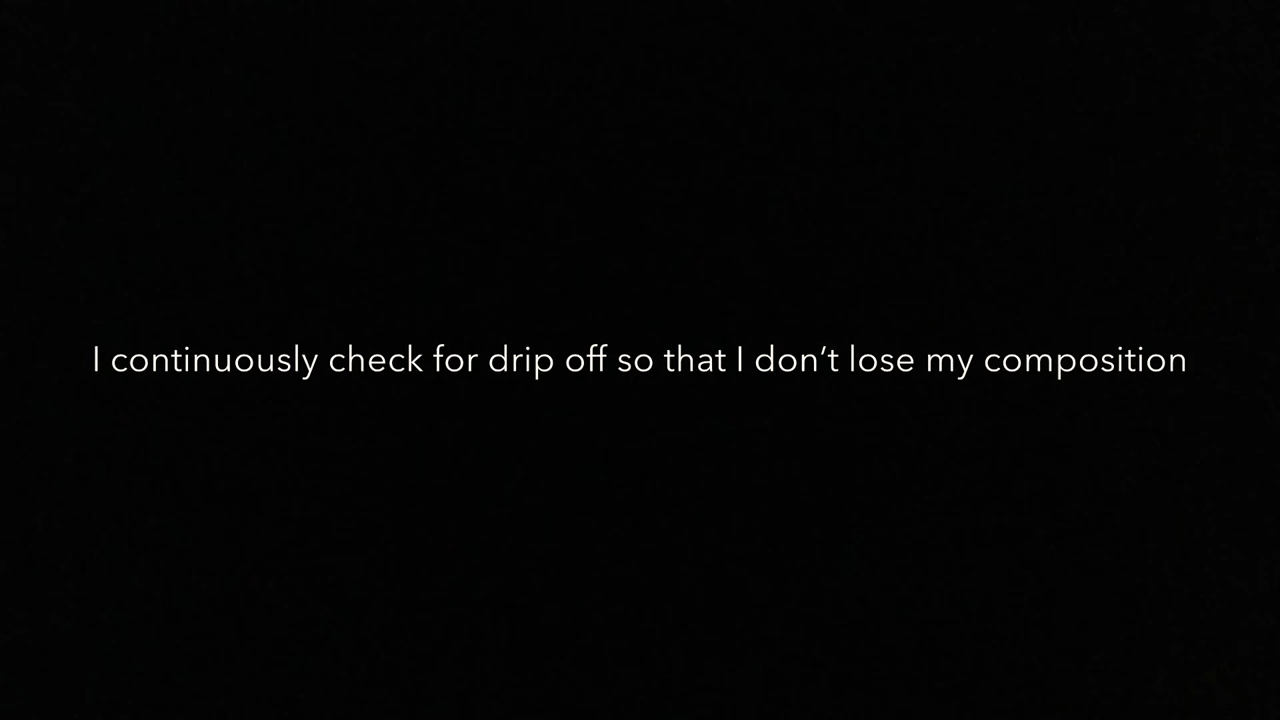 I continuously check for drip off so that I don’t lose my composition